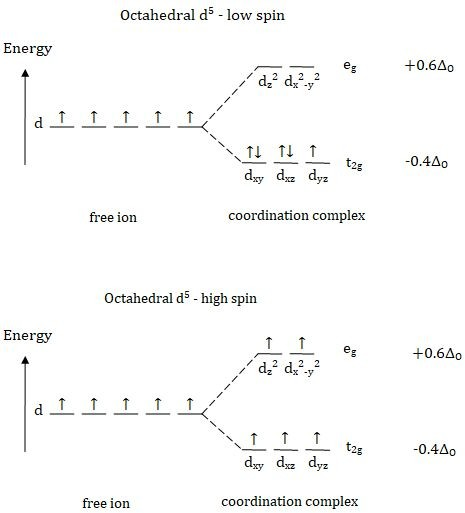 Octahedral d⁵ - low spin
Energy
e_g +0.6Δ₀
d_z² d_x²-y²
d ↑ ↑ ↑ ↑ ↑
↑↓ ↑↓ ↑
t₂g -0.4Δ₀
d_xy d_xz d_yz
free ion coordination complex
Octahedral d⁵ - high spin
Energy
↑ ↑
e_g +0.6Δ₀
d_z² d_x²-y²
d ↑ ↑ ↑ ↑ ↑
↑ ↑ ↑
t₂g -0.4Δ₀
d_xy d_xz d_yz
free ion coordination complex